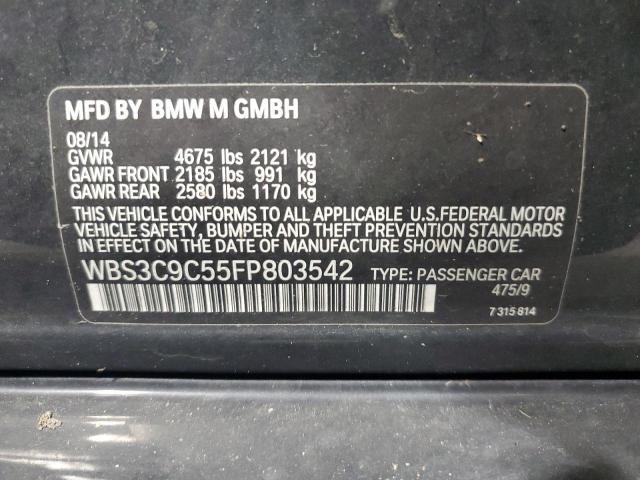 MFD BY BMW M GMBH
08/14
GVWR 4675 lbs 2121 kg
GAWR FRONT 2185 lbs 991 kg
GAWR REAR 2580 lbs 1170 kg
THIS VEHICLE CONFORMS TO ALL APPLICABLE U.S.FEDERAL MOTOR
VEHICLE SAFETY, BUMPER AND THEFT PREVENTION STANDARDS
IN EFFECT ON THE DATE OF MANUFACTURE SHOWN ABOVE.
WBS3C9C55FP803542 TYPE: PASSENGER CAR
475/9
7 315 814